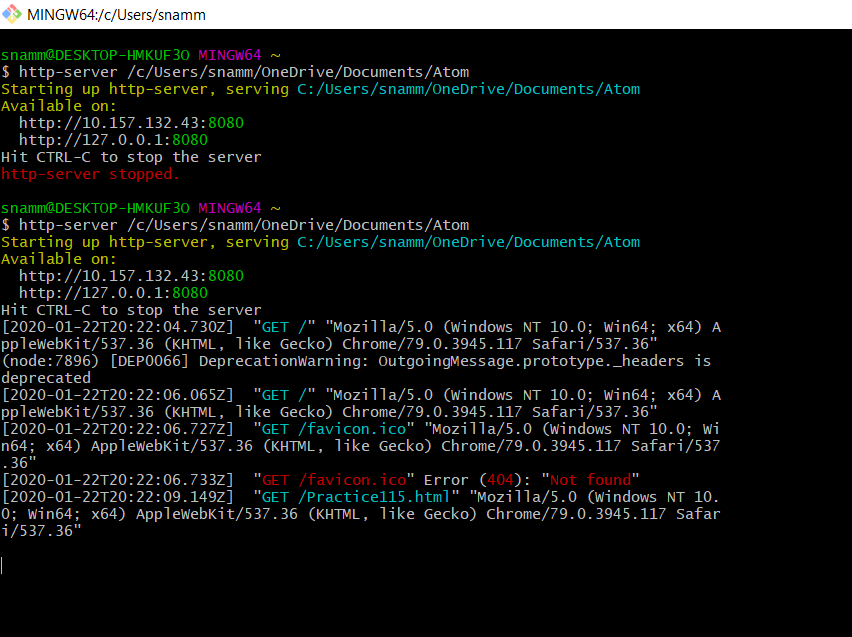 MINGW64:/c/Users/snamm
snamm@DESKTOP-HMKUF3O MINGW64 ~
$ http-server /c/Users/snamm/OneDrive/Documents/Atom
Starting up http-server, serving C:/Users/snamm/OneDrive/Documents/Atom
Available on:
  http://10.157.132.43:8080
  http://127.0.0.1:8080
Hit CTRL-C to stop the server
http-server stopped.
snamm@DESKTOP-HMKUF3O MINGW64 ~
$ http-server /c/Users/snamm/OneDrive/Documents/Atom
Starting up http-server, serving C:/Users/snamm/OneDrive/Documents/Atom
Available on:
  http://10.157.132.43:8080
  http://127.0.0.1:8080
Hit CTRL-C to stop the server
[2020-01-22T20:22:04.730Z]  "GET /" "Mozilla/5.0 (Windows NT 10.0; Win64; x64) A
ppleWebKit/537.36 (KHTML, like Gecko) Chrome/79.0.3945.117 Safari/537.36"
(node:7896) [DEP0066] DeprecationWarning: OutgoingMessage.prototype._headers is
deprecated
[2020-01-22T20:22:06.065Z]  "GET /" "Mozilla/5.0 (Windows NT 10.0; Win64; x64) A
ppleWebKit/537.36 (KHTML, like Gecko) Chrome/79.0.3945.117 Safari/537.36"
[2020-01-22T20:22:06.727Z]  "GET /favicon.ico" "Mozilla/5.0 (Windows NT 10.0; Wi
n64; x64) AppleWebKit/537.36 (KHTML, like Gecko) Chrome/79.0.3945.117 Safari/537
.36"
[2020-01-22T20:22:06.733Z]  "GET /favicon.ico" Error (404): "Not found"
[2020-01-22T20:22:09.149Z]  "GET /Practice115.html" "Mozilla/5.0 (Windows NT 10.
0; Win64; x64) AppleWebKit/537.36 (KHTML, like Gecko) Chrome/79.0.3945.117 Safar
i/537.36"